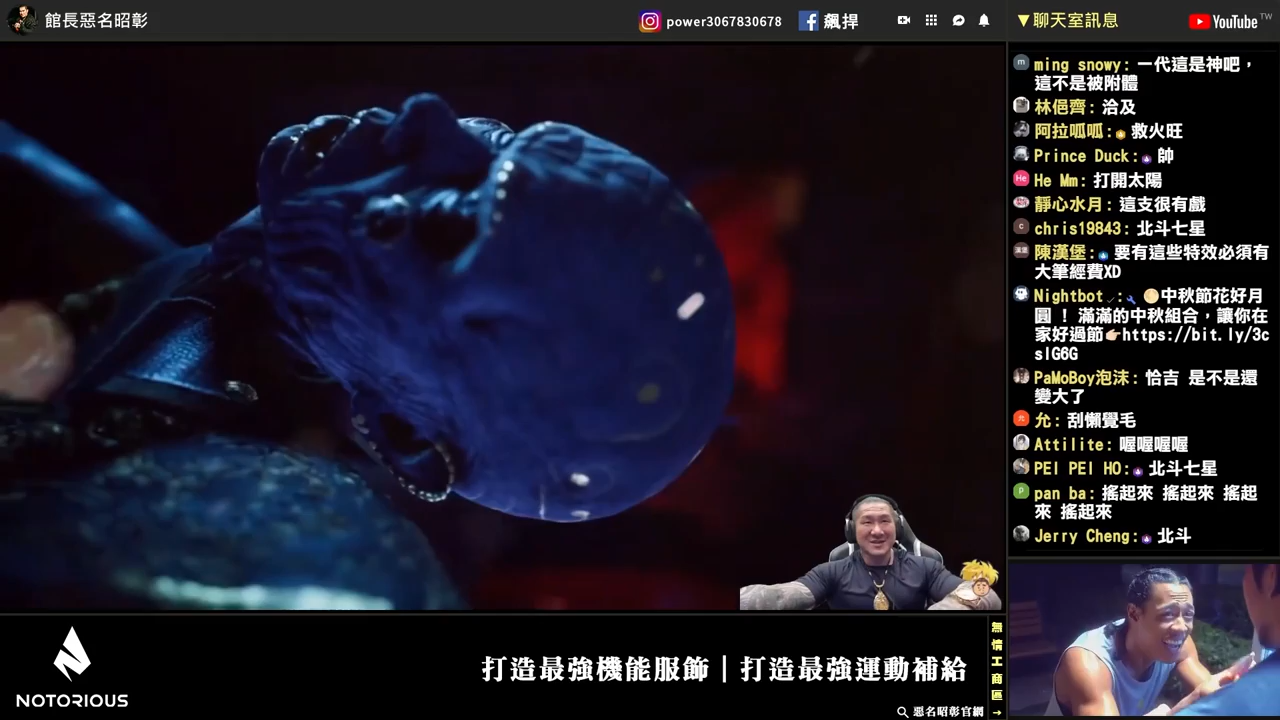 館長惡名昭彰
power3067830678
飆捍
▼聊天室訊息
YouTube TW
ming snowy: 一代這是神吧，
這不是被附體
林俋齊: 洽及
阿拉呱呱: 救火旺
Prince Duck: 帥
He Mm: 打開太陽
靜心水月: 這支很有戲
chris19843: 北斗七星
陳漢堡: 要有這些特效必須有
大筆經費XD
Nightbot: 🌕中秋節花好月
圓 ! 滿滿的中秋組合，讓你在
家好過節👉https://bit.ly/3c
slG6G
PaMoBoy泡沫: 恰吉 是不是還
變大了
允: 刮懶覺毛
Attilite: 喔喔喔喔
PEI PEI HO: 北斗七星
pan ba: 搖起來 搖起來 搖起
來 搖起來
Jerry Cheng: 北斗
NOTORIOUS
打造最強機能服飾｜打造最強運動補給
無情工商區→
惡名昭彰官網